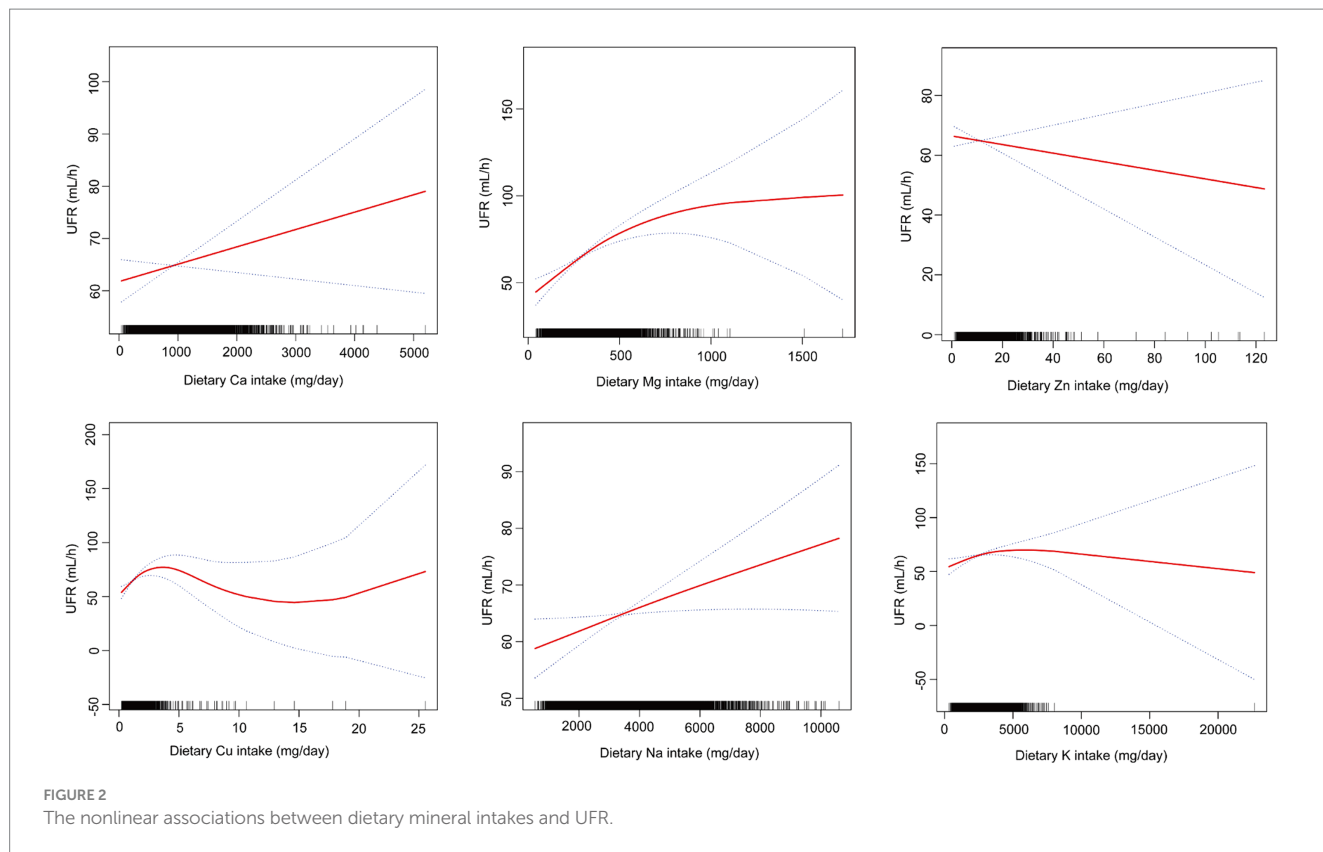 100
90
80
70
60
UFR (mL/h)
0 1000 2000 3000 4000 5000
Dietary Ca intake (mg/day)
150
100
50
UFR (mL/h)
0 500 1000 1500
Dietary Mg intake (mg/day)
80
60
40
20
0
UFR (mL/h)
0 20 40 60 80 100 120
Dietary Zn intake (mg/day)
200
150
100
50
0
-50
UFR (mL/h)
0 5 10 15 20 25
Dietary Cu intake (mg/day)
90
80
70
60
50
UFR (mL/h)
2000 4000 6000 8000 10000
Dietary Na intake (mg/day)
150
100
50
0
-50
UFR (mL/h)
0 5000 10000 15000 20000
Dietary K intake (mg/day)
FIGURE 2
The nonlinear associations between dietary mineral intakes and UFR.